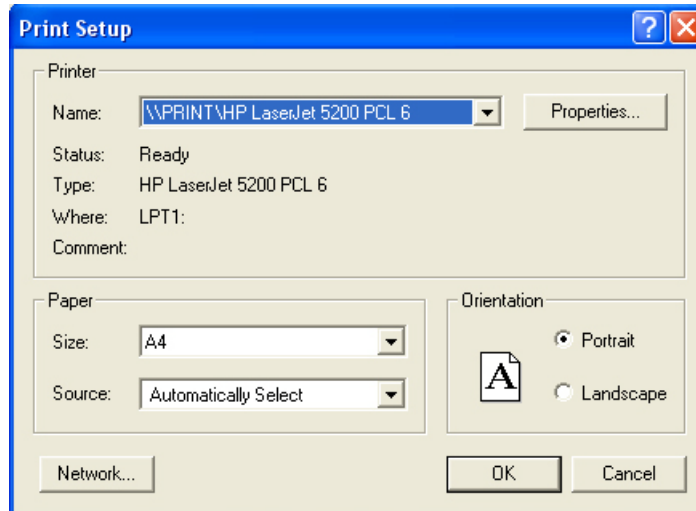 Print Setup
?
Printer
Name: \\PRINT\HP LaserJet 5200 PCL 6 Properties...
Status: Ready
Type: HP LaserJet 5200 PCL 6
Where: LPT1:
Comment:
Paper
Size: A4
Source: Automatically Select
Orientation
A
Portrait
Landscape
Network... OK Cancel